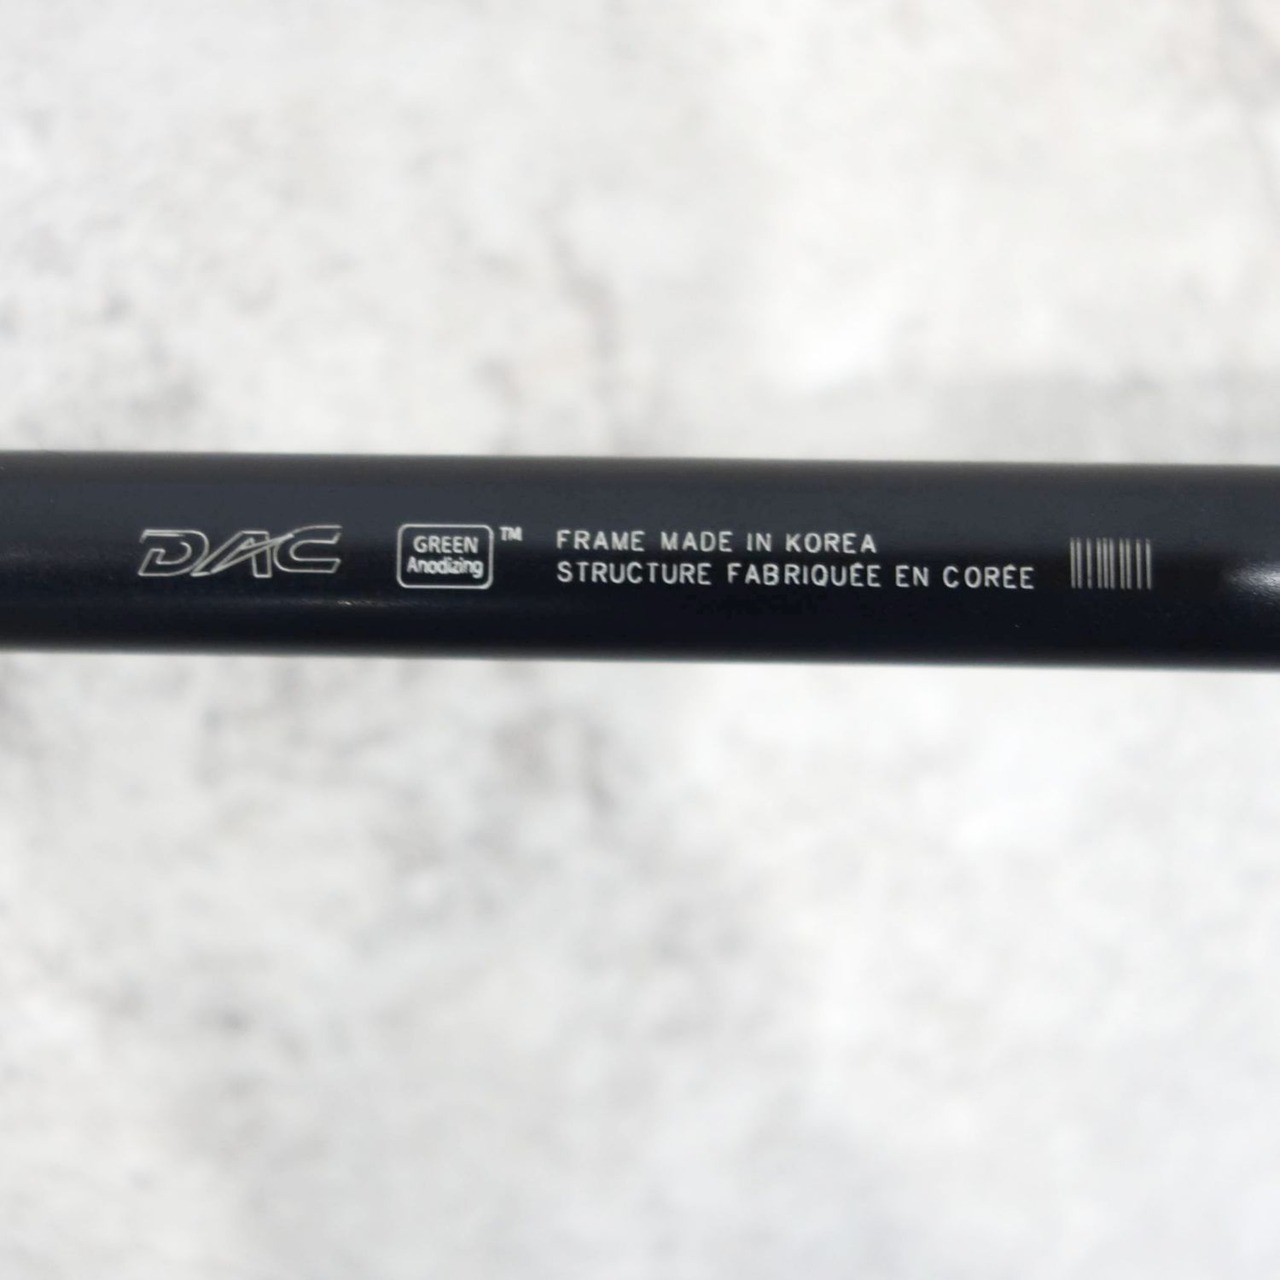 DAC
GREEN
Anodizing
™
FRAME MADE IN KOREA
STRUCTURE FABRIQUÉE EN CORÉE